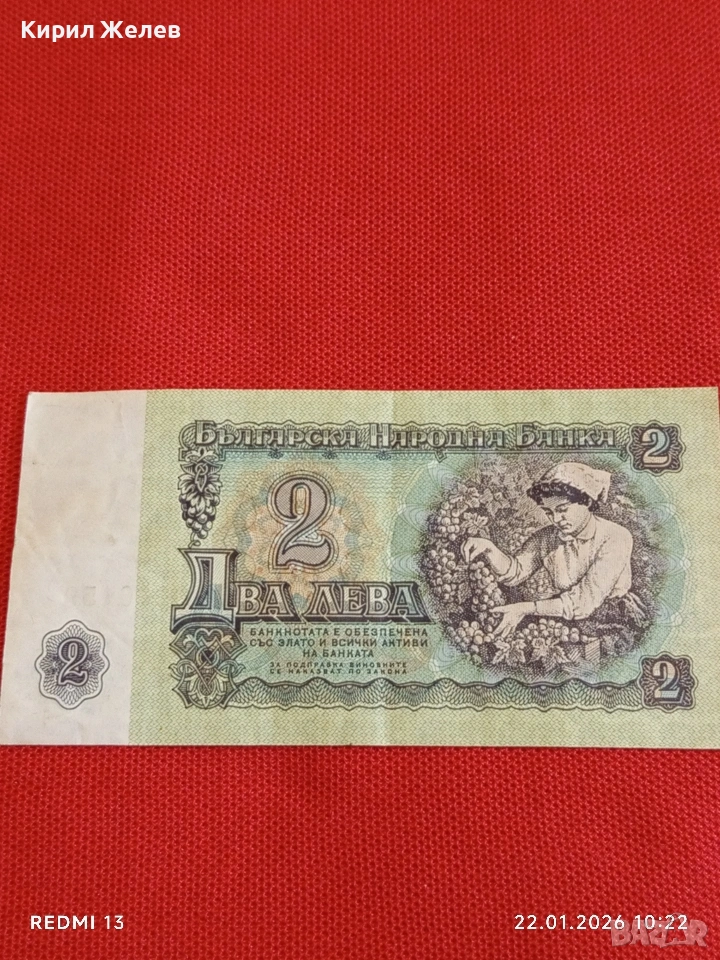 Кирил Желев
БЪЛГАРСКА НАРОДНА БАНКА
2
2
ДВА ЛЕВА
БАНКНОТАТА Е ОБЕЗПЕЧЕНА
СЪС ЗЛАТО И ВСИЧКИ АКТИВИ
НА БАНКАТА
ЗА ПОДПРАВКА ВИНОВНИТЕ
СЕ НАКАЗВАТ ПО ЗАКОНА
2
2
REDMI 13
22.01.2026 10:22
BAZAR